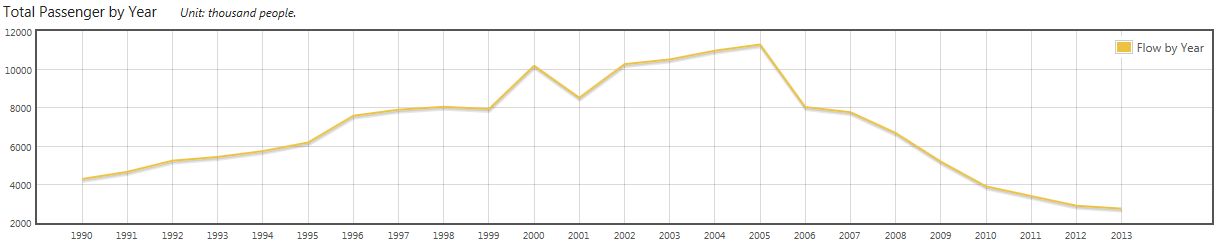 Total Passenger by Year Unit: thousand people.
12000
Flow by Year
10000
8000
6000
4000
2000
1990 1991 1992 1993 1994 1995 1996 1997 1998 1999 2000 2001 2002 2003 2004 2005 2006 2007 2008 2009 2010 2011 2012 2013